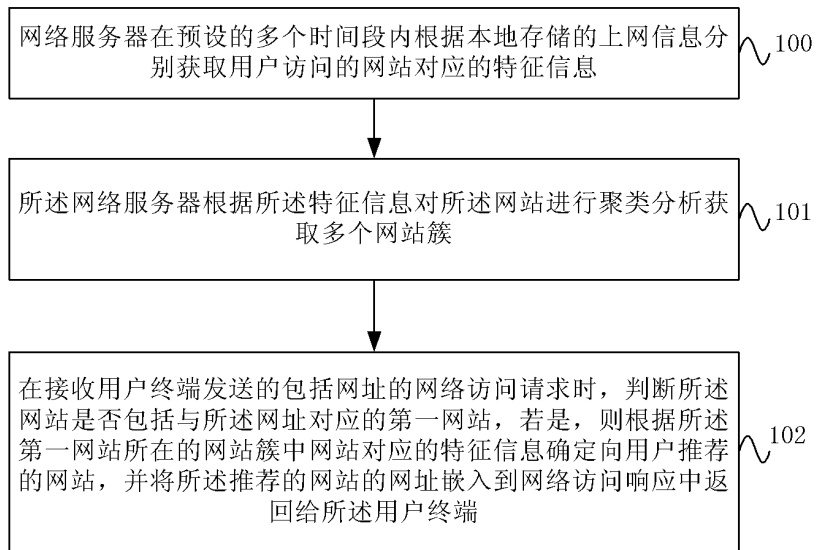 网络服务器在预设的多个时间段内根据本地存储的上网信息分
别获取用户访问的网站对应的特征信息
100
所述网络服务器根据所述特征信息对所述网站进行聚类分析获
取多个网站簇
101
在接收用户终端发送的包括网址的网络访问请求时，判断所述
网站是否包括与所述网址对应的第一网站，若是，则根据所述
第一网站所在的网站簇中网站对应的特征信息确定向用户推荐
的网站，并将所述推荐的网站的网址嵌入到网络访问响应中返
回给所述用户终端
102